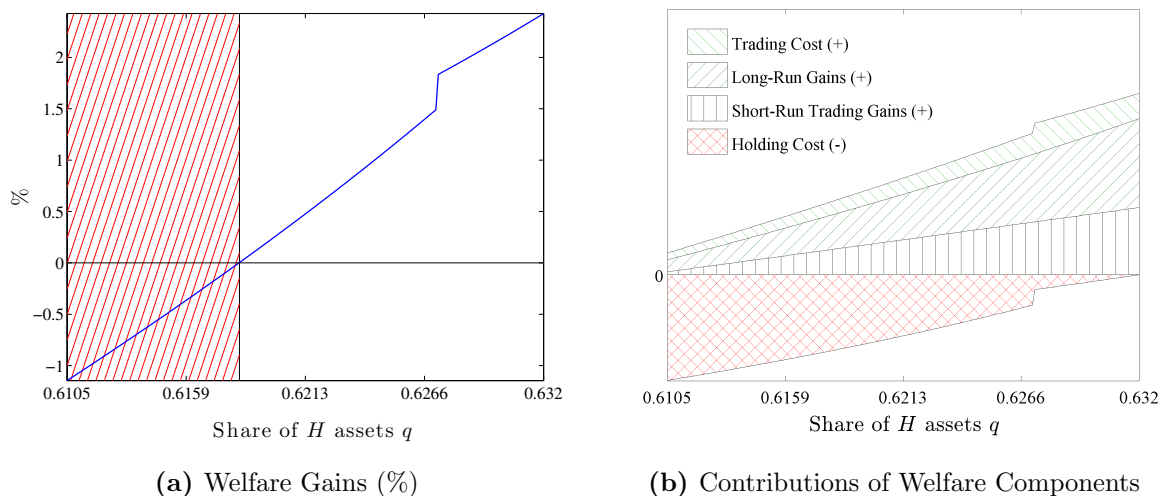 2
1.5
1
0.5
0
−0.5
−1
%
0.6105
0.6159
0.6213
0.6266
0.632
Share of H assets q
(a) Welfare Gains (%)
Trading Cost (+)
Long-Run Gains (+)
Short-Run Trading Gains (+)
Holding Cost (-)
0
0.6105
0.6159
0.6213
0.6266
0.632
Share of H assets q
(b) Contributions of Welfare Components